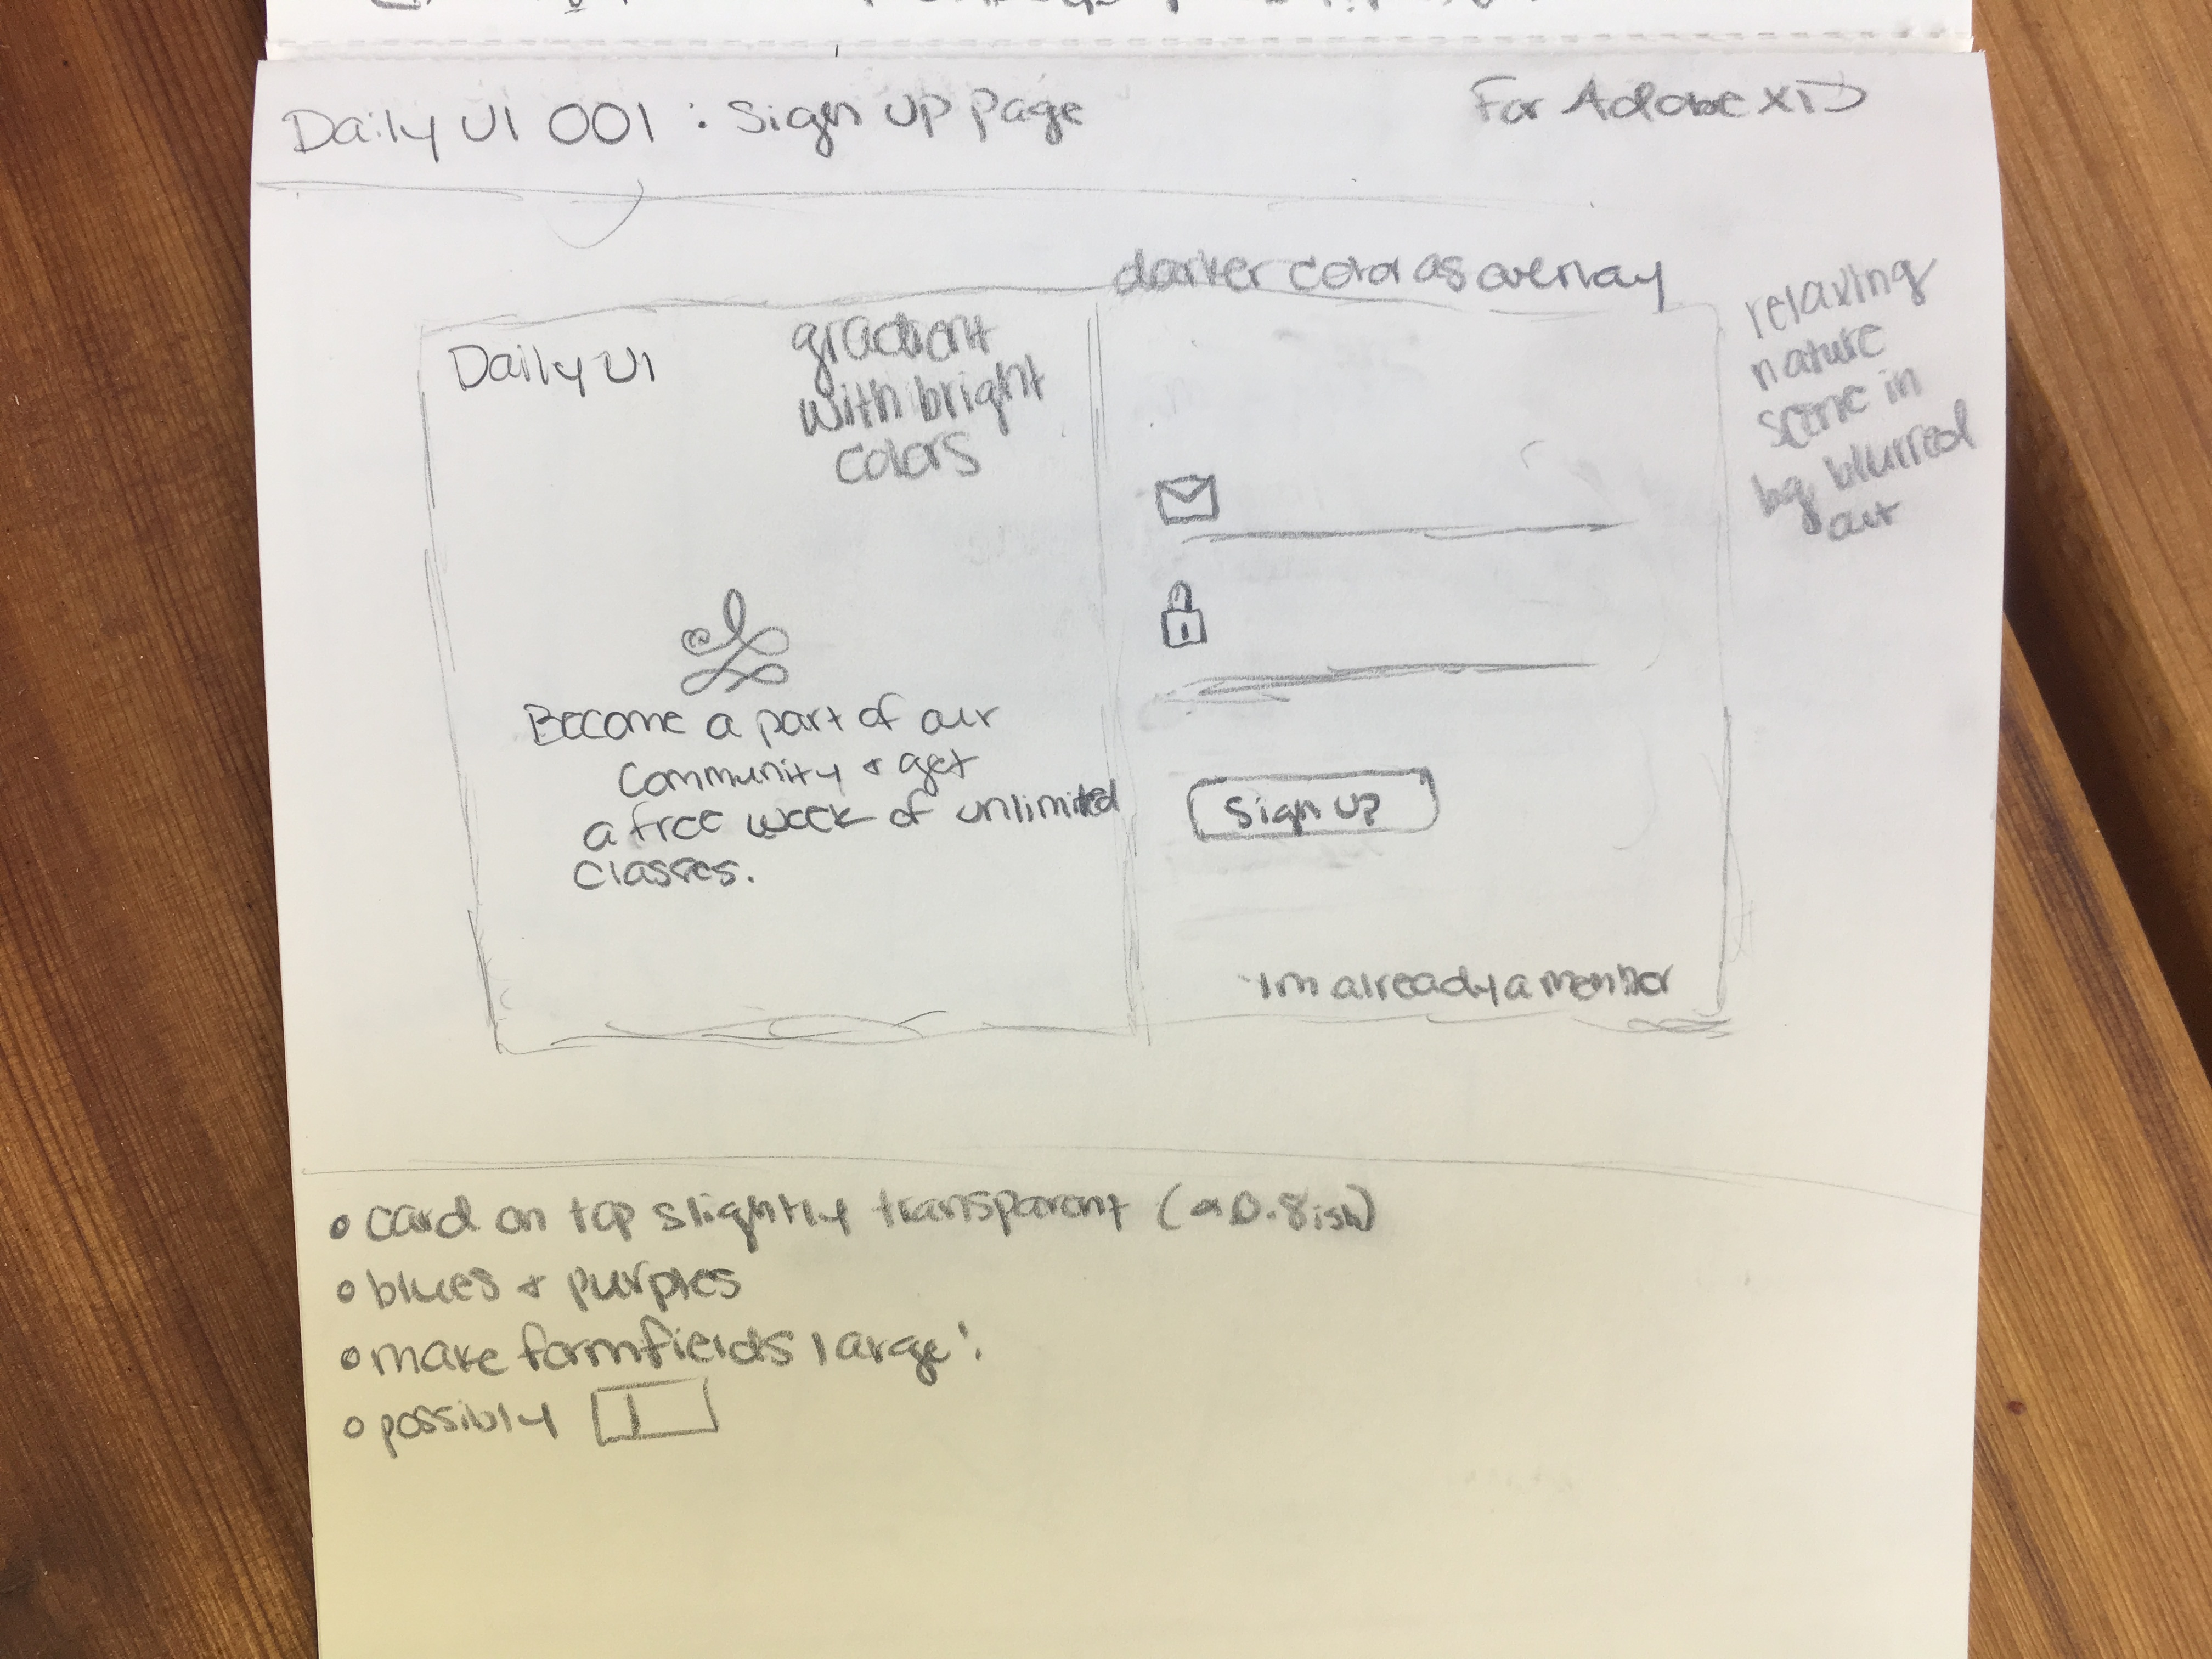 Daily UI 001 : Sign up page
For Adobe XD
darker color as overlay
relaxing
nature
scene in
bg blurred
out
Daily UI
gradient
with bright
colors
Become a part of our
community & get
a free week of unlimited
classes.
Sign up
I'm already a member
• card on top slightly transparent (a 0.8ish)
• blues & purples
• make formfields large!
• possibly